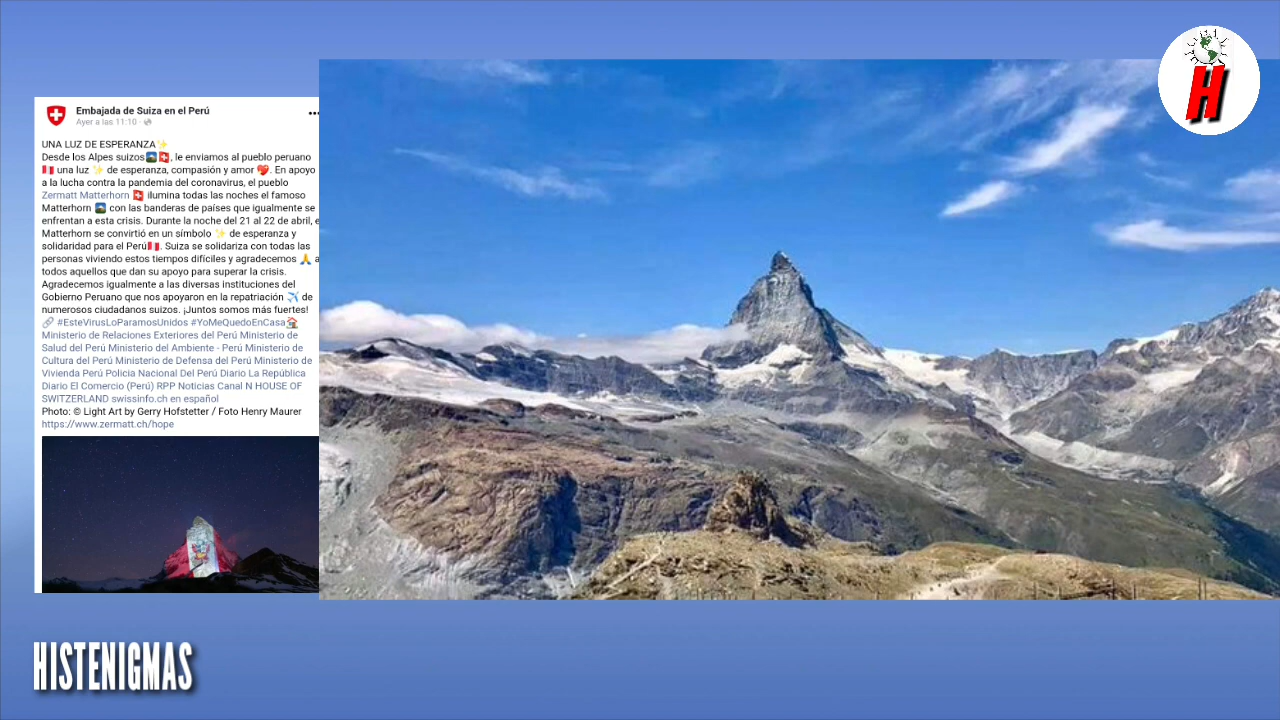 Embajada de Suiza en el Perú
Ayer a las 11:10 ·
UNA LUZ DE ESPERANZA✨
Desde los Alpes suizos🏔️🇨🇭, le enviamos al pueblo peruano
🇵🇪 una luz ✨ de esperanza, compasión y amor 💖. En apoyo
a la lucha contra la pandemia del coronavirus, el pueblo
Zermatt Matterhorn 🇨🇭 ilumina todas las noches el famoso
Matterhorn 🏔️ con las banderas de países que igualmente se
enfrentan a esta crisis. Durante la noche del 21 al 22 de abril, e
Matterhorn se convirtió en un símbolo ✨ de esperanza y
solidaridad para el Perú🇵🇪. Suiza se solidariza con todas las
personas viviendo estos tiempos difíciles y agradecemos 🙏 a
todos aquellos que dan su apoyo para superar la crisis.
Agradecemos igualmente a las diversas instituciones del
Gobierno Peruano que nos apoyaron en la repatriación ✈️ de
numerosos ciudadanos suizos. ¡Juntos somos más fuertes!
🔗 #EsteVirusLoParamosUnidos #YoMeQuedoEnCasa🏠
Ministerio de Relaciones Exteriores del Perú Ministerio de
Salud del Perú Ministerio del Ambiente - Perú Ministerio de
Cultura del Perú Ministerio de Defensa del Perú Ministerio de
Vivienda Perú Policia Nacional Del Perú Diario La República
Diario El Comercio (Perú) RPP Noticias Canal N HOUSE OF
SWITZERLAND swissinfo.ch en español
Photo: © Light Art by Gerry Hofstetter / Foto Henry Maurer
https://www.zermatt.ch/hope
H
HISTENIGMAS